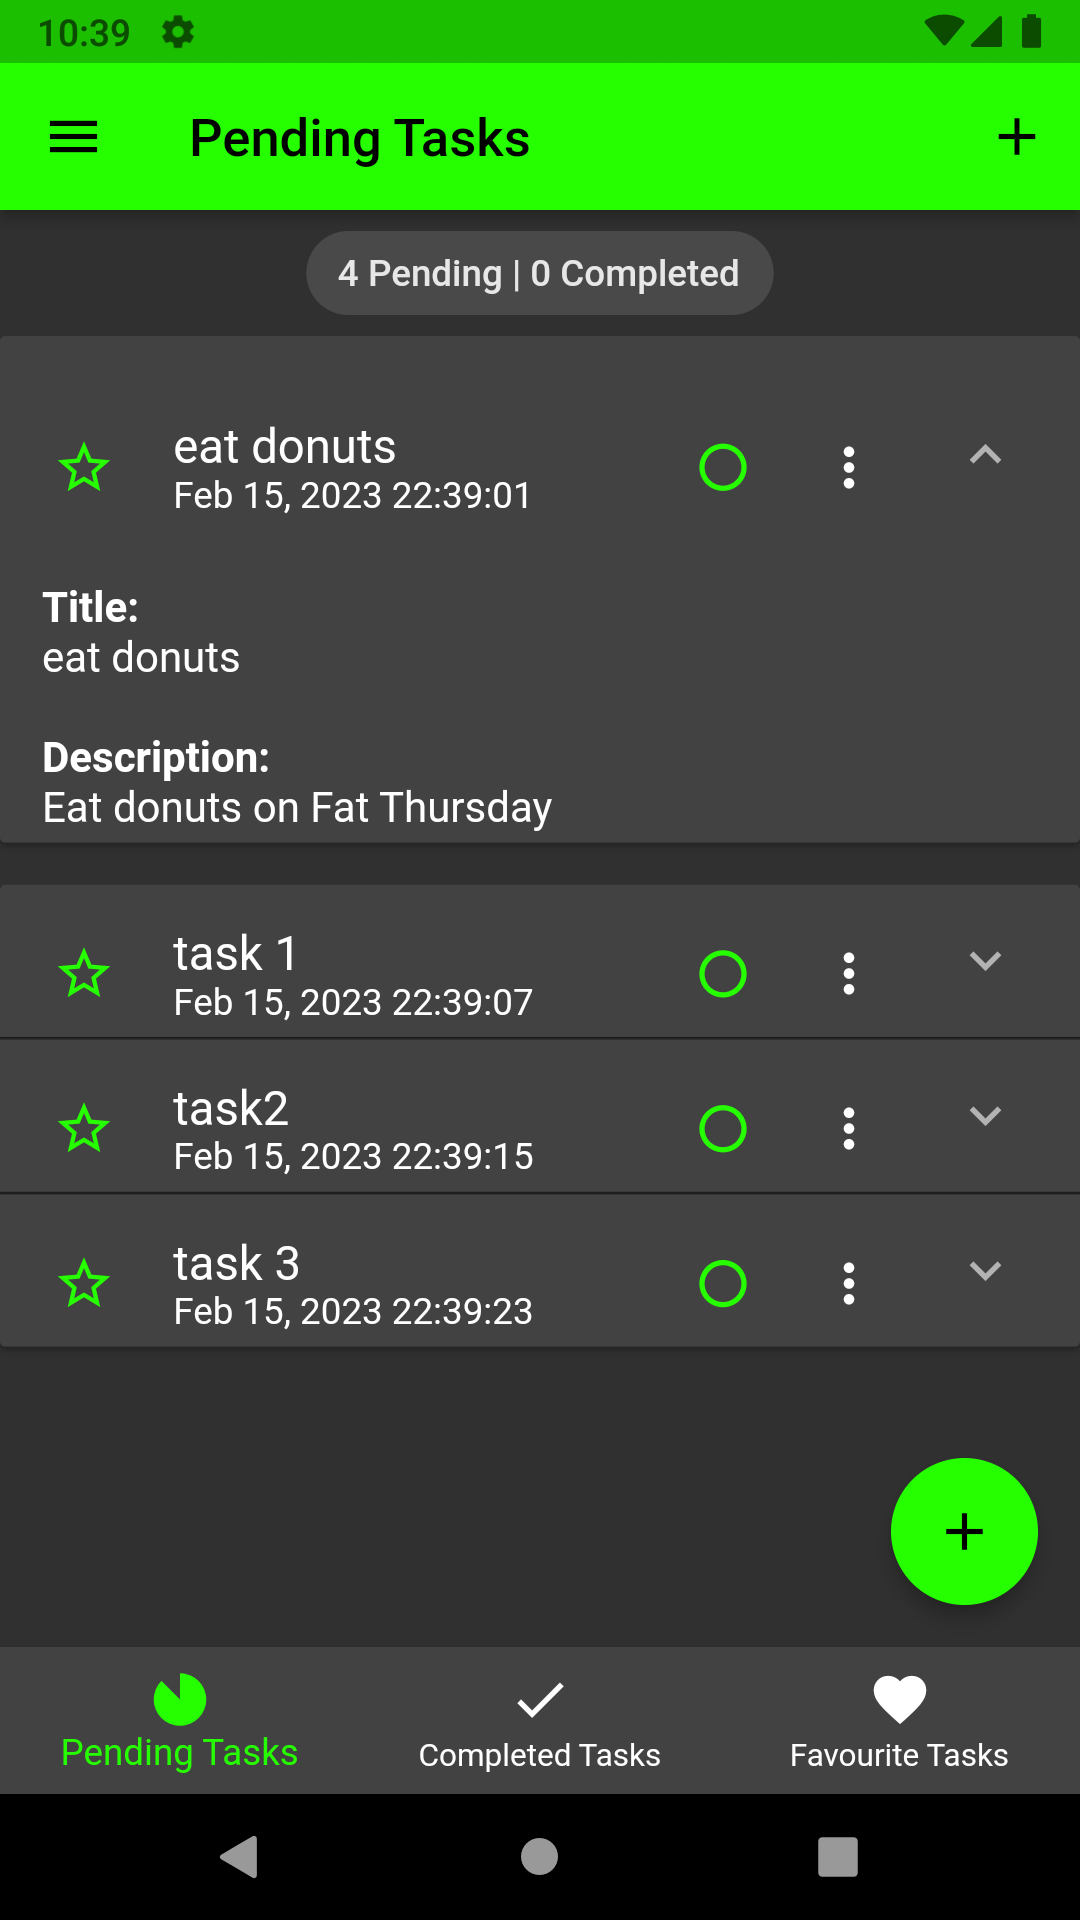 10:39
Pending Tasks
4 Pending | 0 Completed
eat donuts
Feb 15, 2023 22:39:01
Title:
eat donuts
Description:
Eat donuts on Fat Thursday
task 1
Feb 15, 2023 22:39:07
task2
Feb 15, 2023 22:39:15
task 3
Feb 15, 2023 22:39:23
Pending Tasks
Completed Tasks
Favourite Tasks